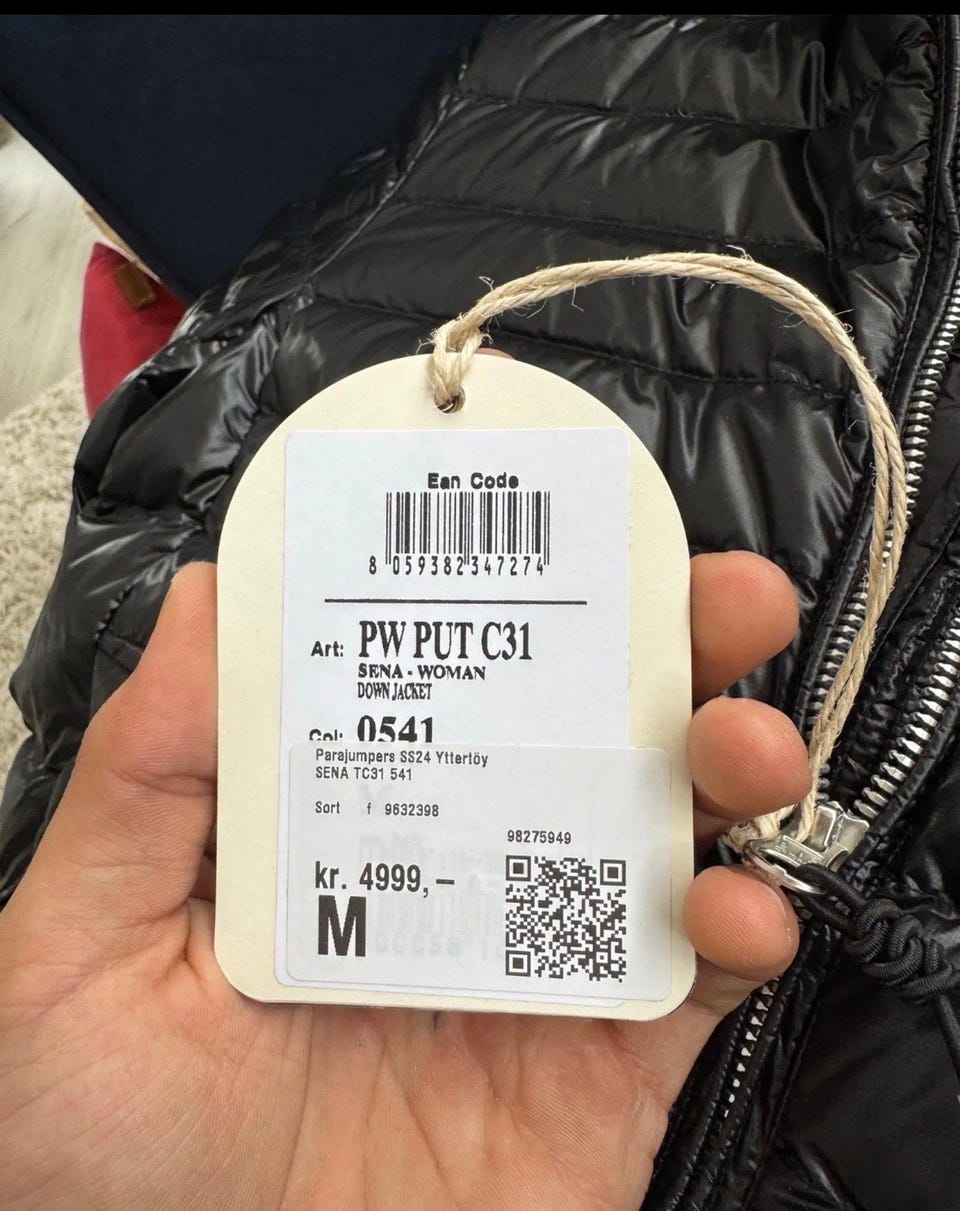 Ean Code
8 059382 347274
Art: PW PUT C31
SENA - WOMAN
DOWN JACKET
Col: 0541
Parajumpers SS24 Yttertöy
SENA TC31 541
Sort f 9632398
98275949
kr. 4999,–
M